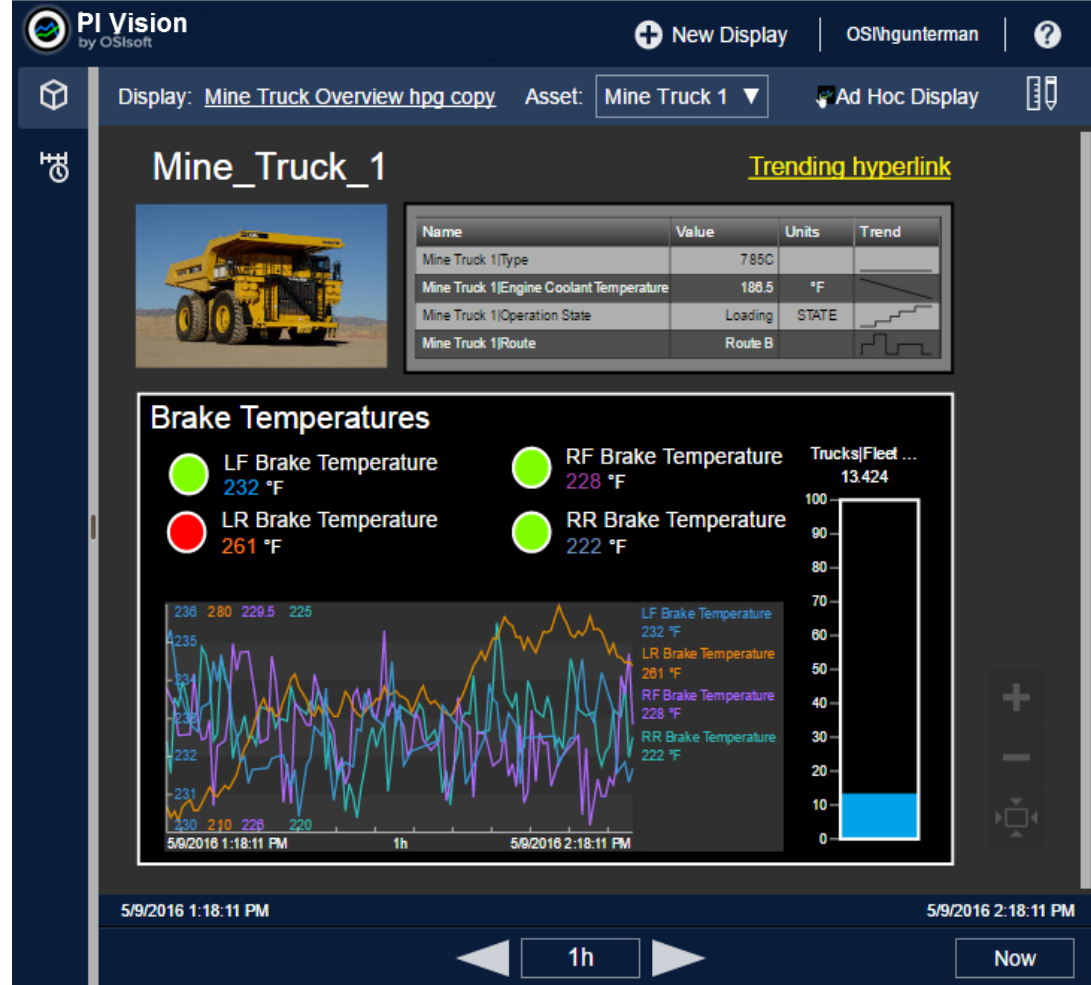 PI Vision
by OSIsoft
New Display
OSI\hgunterman
?
Display: Mine Truck Overview hpg copy
Asset: Mine Truck 1 ▼
Ad Hoc Display
Mine_Truck_1
Trending hyperlink
Name Value Units Trend
Mine Truck 1|Type 785C
Mine Truck 1|Engine Coolant Temperature 186.5 °F
Mine Truck 1|Operation State Loading STATE
Mine Truck 1|Route Route B
Brake Temperatures
LF Brake Temperature
232 °F
RF Brake Temperature
228 °F
LR Brake Temperature
261 °F
RR Brake Temperature
222 °F
Trucks|Fleet ...
13.424
100
90
80
70
60
50
40
30
20
10
0
236 280 229.5 225
235
234
233
232
231
230 210 226 220
5/9/2016 1:18:11 PM 1h 5/9/2016 2:18:11 PM
LF Brake Temperature
232 °F
LR Brake Temperature
261 °F
RF Brake Temperature
228 °F
RR Brake Temperature
222 °F
5/9/2016 1:18:11 PM 5/9/2016 2:18:11 PM
1h
Now